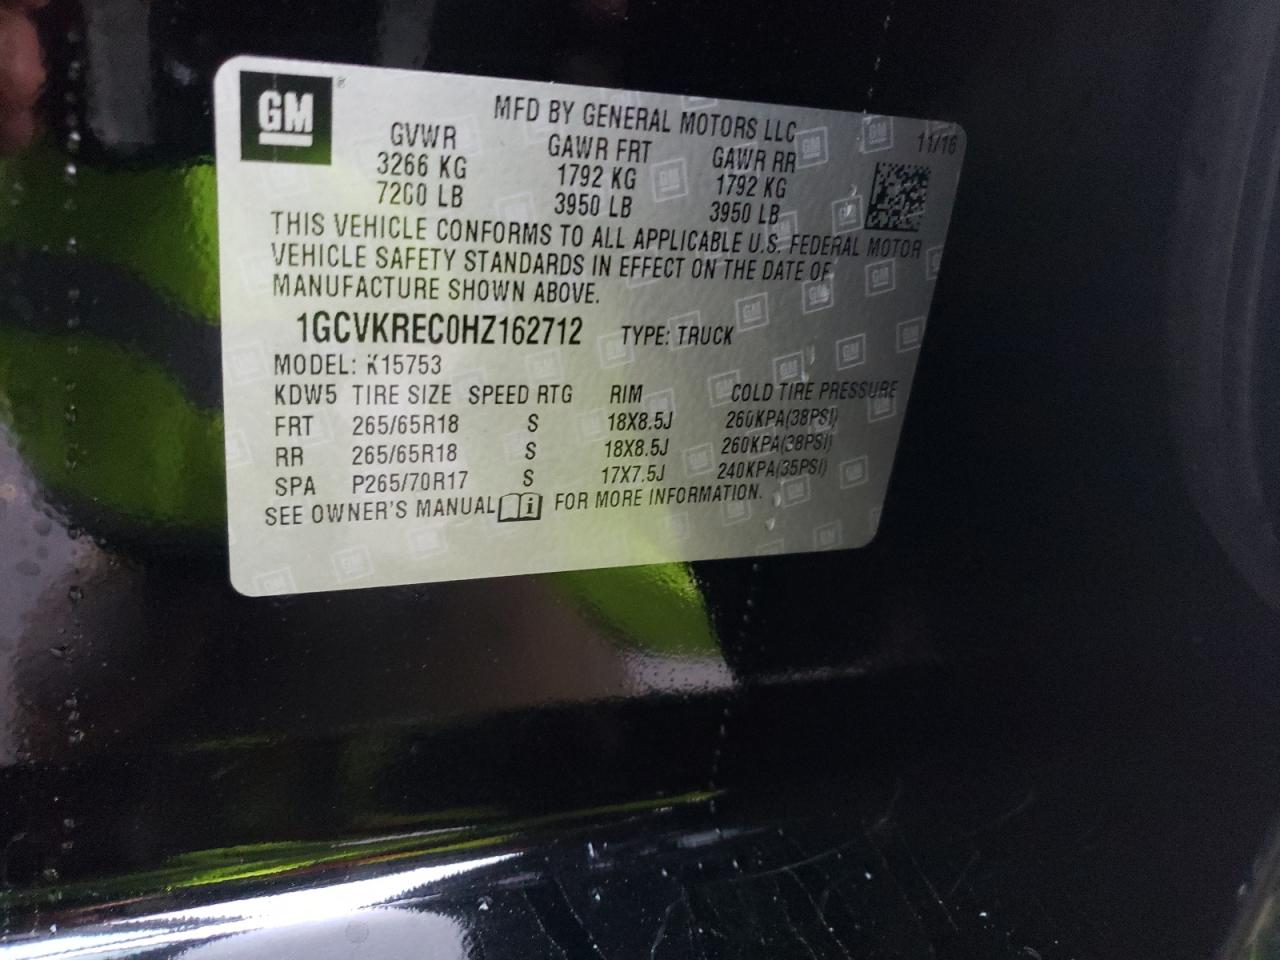 GM
MFD BY GENERAL MOTORS LLC
11/16
GVWR GAWR FRT GAWR RR
3266 KG 1792 KG 1792 KG
7200 LB 3950 LB 3950 LB
THIS VEHICLE CONFORMS TO ALL APPLICABLE U.S. FEDERAL MOTOR
VEHICLE SAFETY STANDARDS IN EFFECT ON THE DATE OF
MANUFACTURE SHOWN ABOVE.
1GCVKREC0HZ162712 TYPE: TRUCK
MODEL: K15753
KDW5 TIRE SIZE SPEED RTG RIM COLD TIRE PRESSURE
FRT 265/65R18 S 18X8.5J 260KPA(38PSI)
RR 265/65R18 S 18X8.5J 260KPA(38PSI)
SPA P265/70R17 S 17X7.5J 240KPA(35PSI)
SEE OWNER'S MANUAL i FOR MORE INFORMATION.